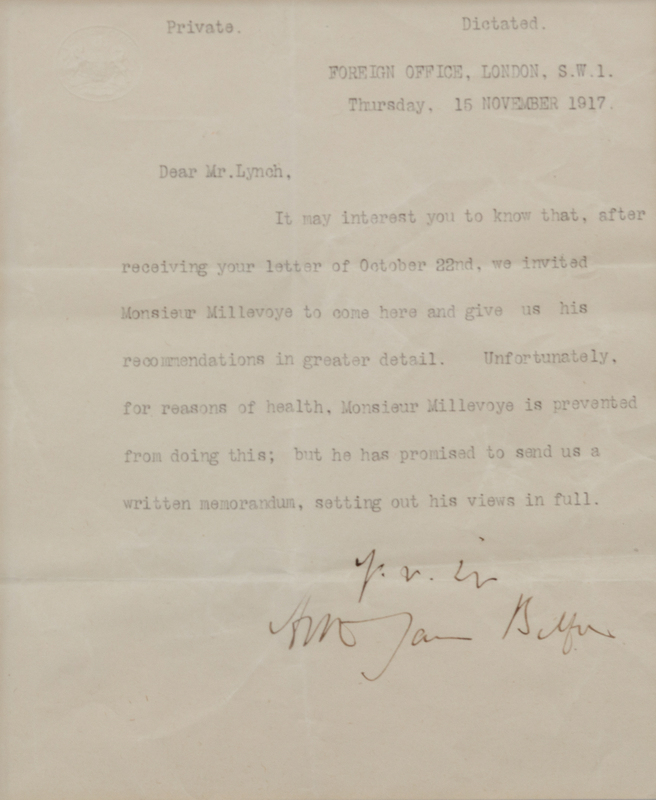 Private. Dictated.
FOREIGN OFFICE, LONDON, S.W.1.
Thursday, 15 NOVEMBER 1917.
Dear Mr.Lynch,
It may interest you to know that, after
receiving your letter of October 22nd, we invited
Monsieur Millevoye to come here and give us his
recommendations in greater detail. Unfortunately,
for reasons of health, Monsieur Millevoye is prevented
from doing this; but he has promised to send us a
written memorandum, setting out his views in full.
Arthur James Balfour